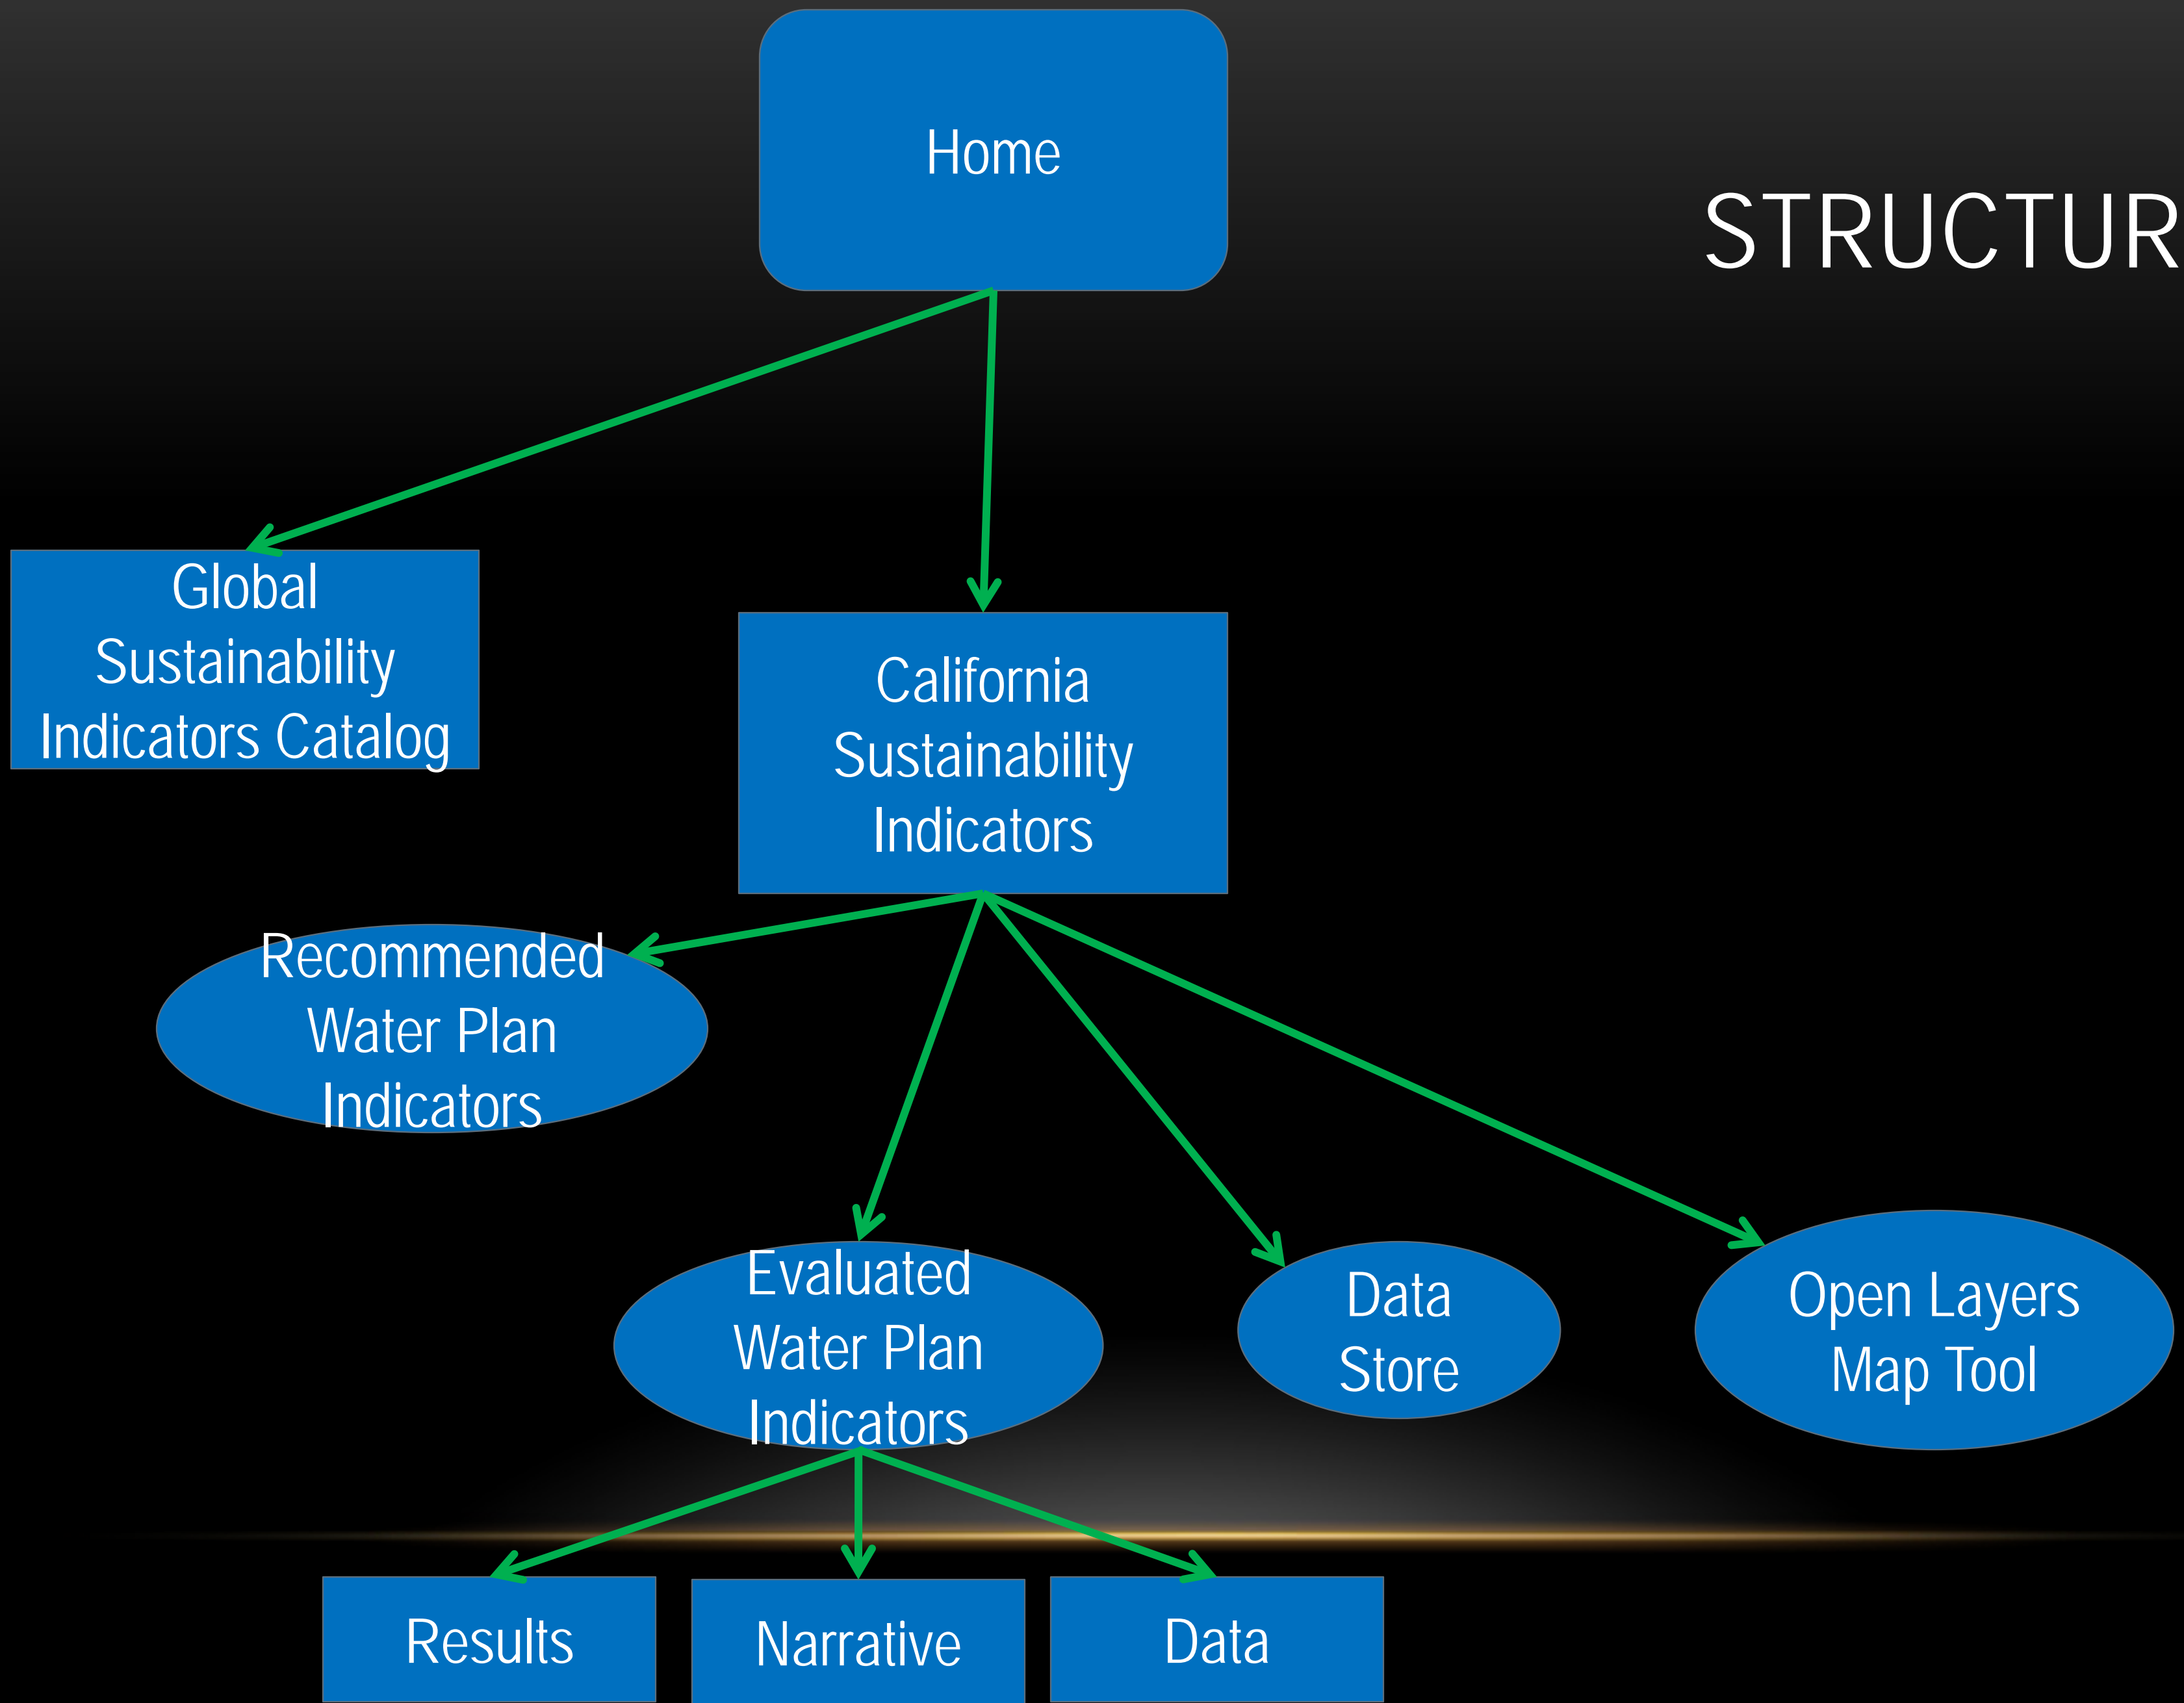 Home
STRUCTUR
Global
Sustainability
Indicators Catalog
California
Sustainability
Indicators
Recommended
Water Plan
Indicators
Evaluated
Water Plan
Indicators
Data
Store
Open Layers
Map Tool
Results
Narrative
Data